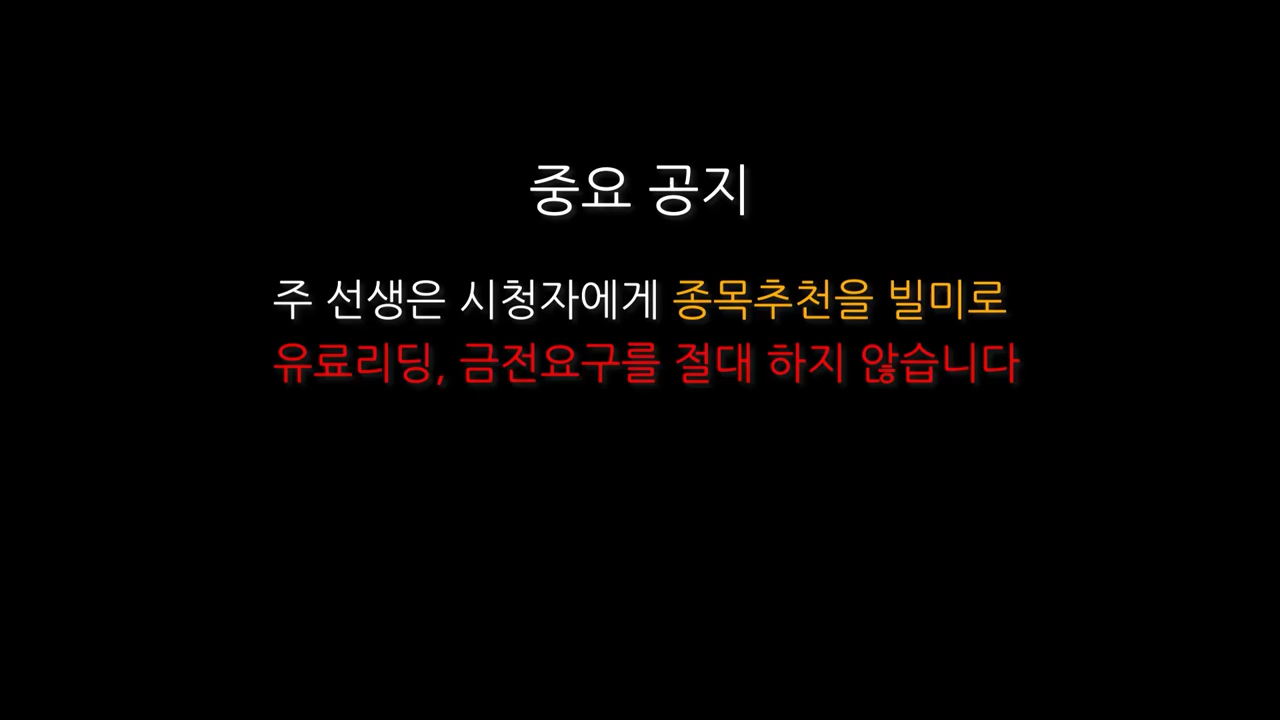 중요 공지
주 선생은 시청자에게 종목추천을 빌미로
유료리딩, 금전요구를 절대 하지 않습니다